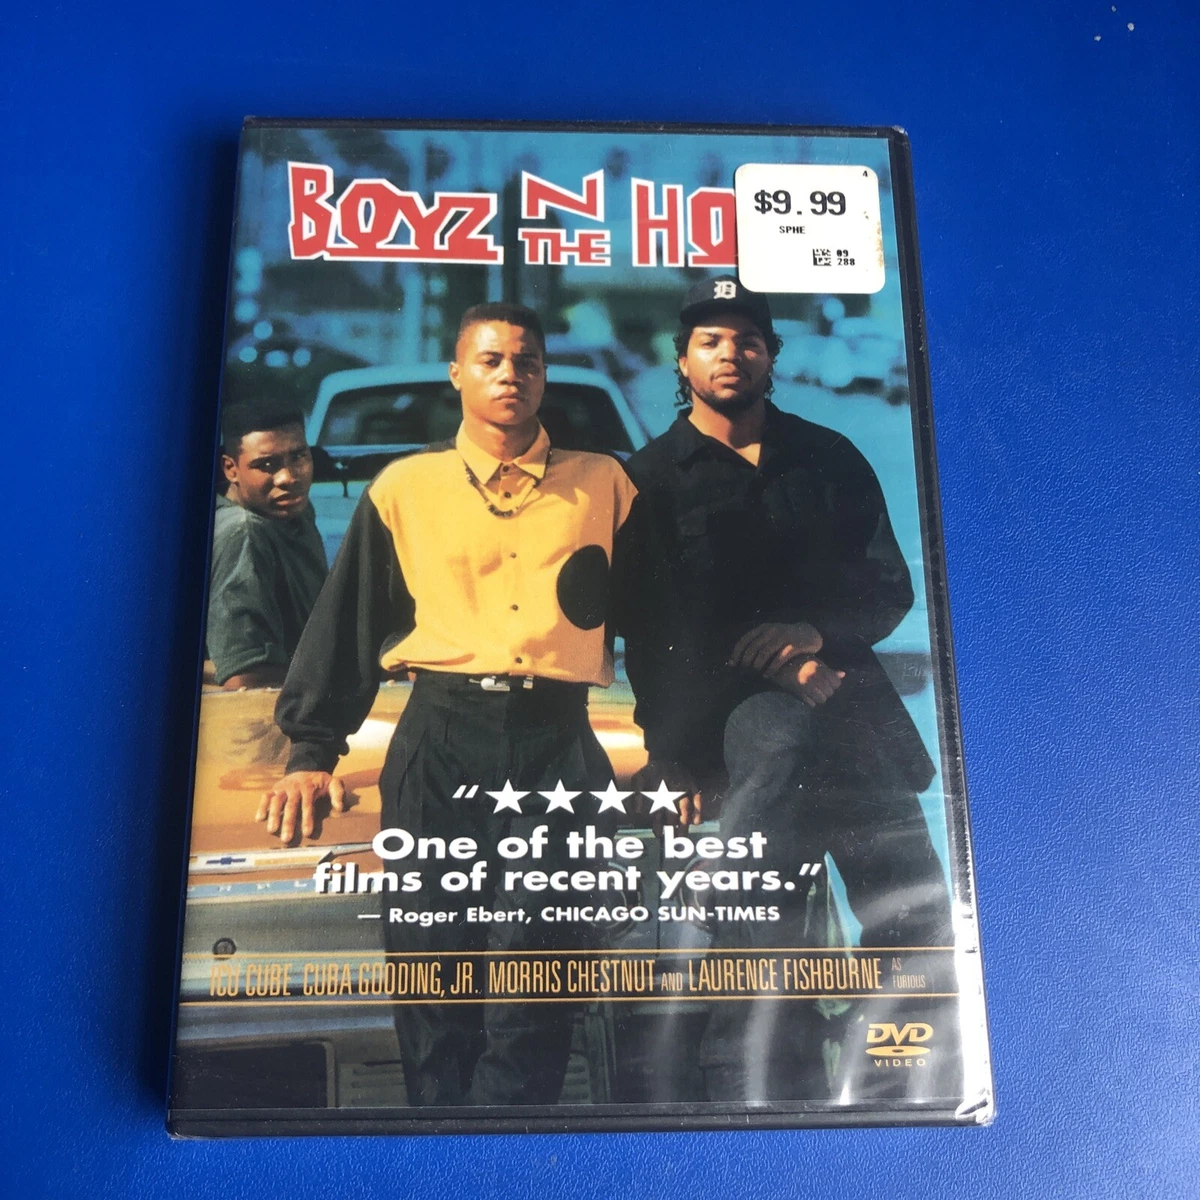 BOYZ N THE HO
4
$9.99
SPHE
09
288
D
"★★★★
One of the best
films of recent years."
— Roger Ebert, CHICAGO SUN-TIMES
ICE CUBE CUBA GOODING, JR. MORRIS CHESTNUT AND LAURENCE FISHBURNE AS FURIOUS
DVD
VIDEO